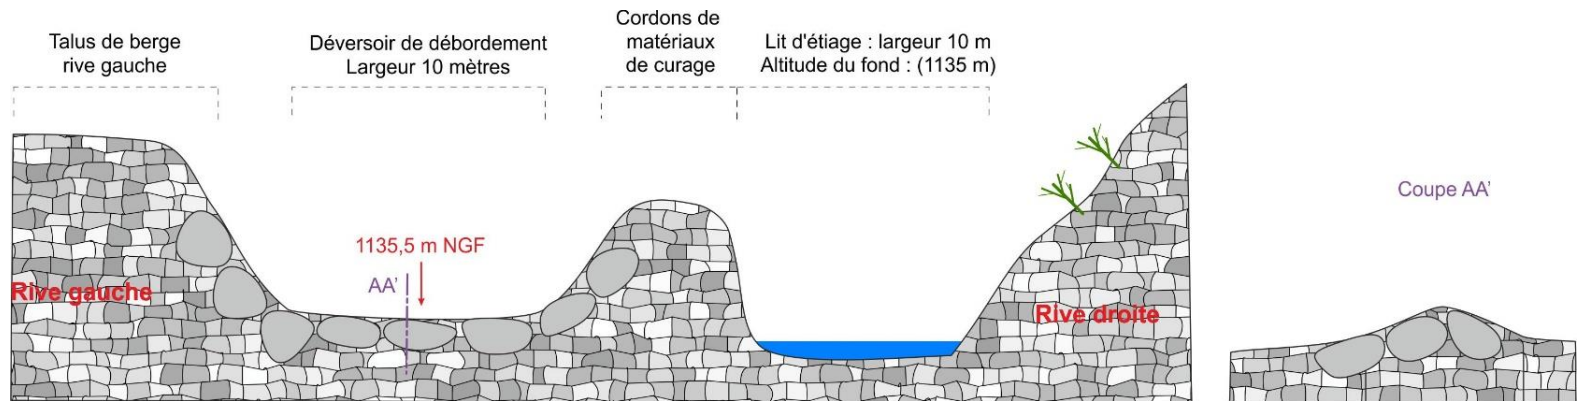 Talus de berge
rive gauche
Déversoir de débordement
Largeur 10 mètres
Cordons de
matériaux
de curage
Lit d'étiage : largeur 10 m
Altitude du fond : (1135 m)
1135,5 m NGF
AA'
Rive gauche
Rive droite
Coupe AA'